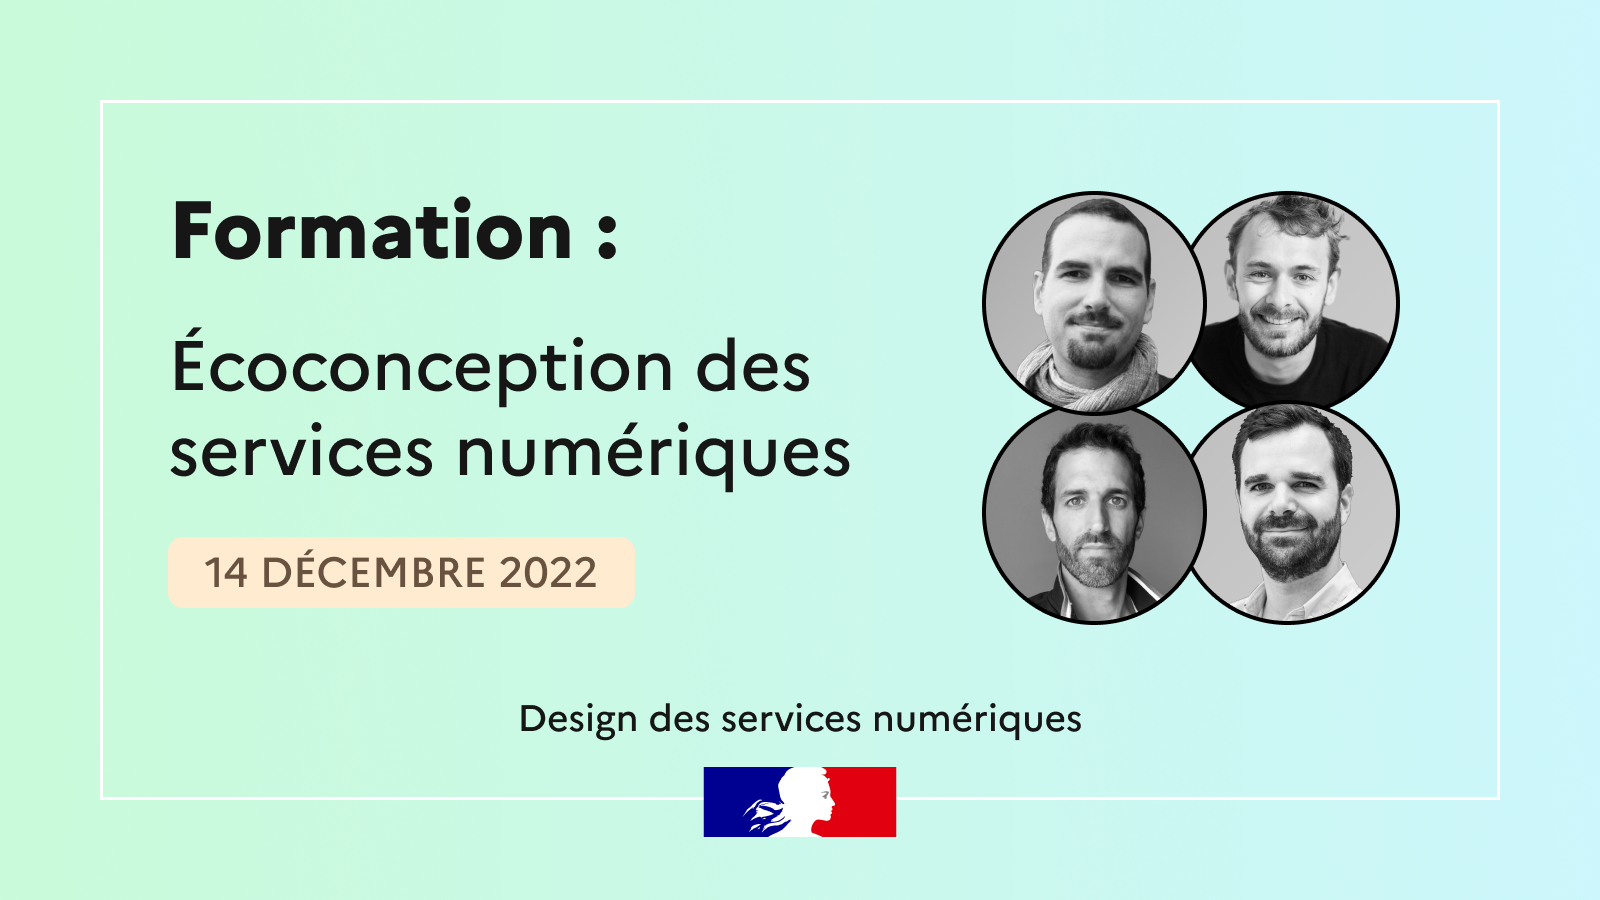 Formation :
Écoconception des
services numériques
14 DÉCEMBRE 2022
Design des services numériques